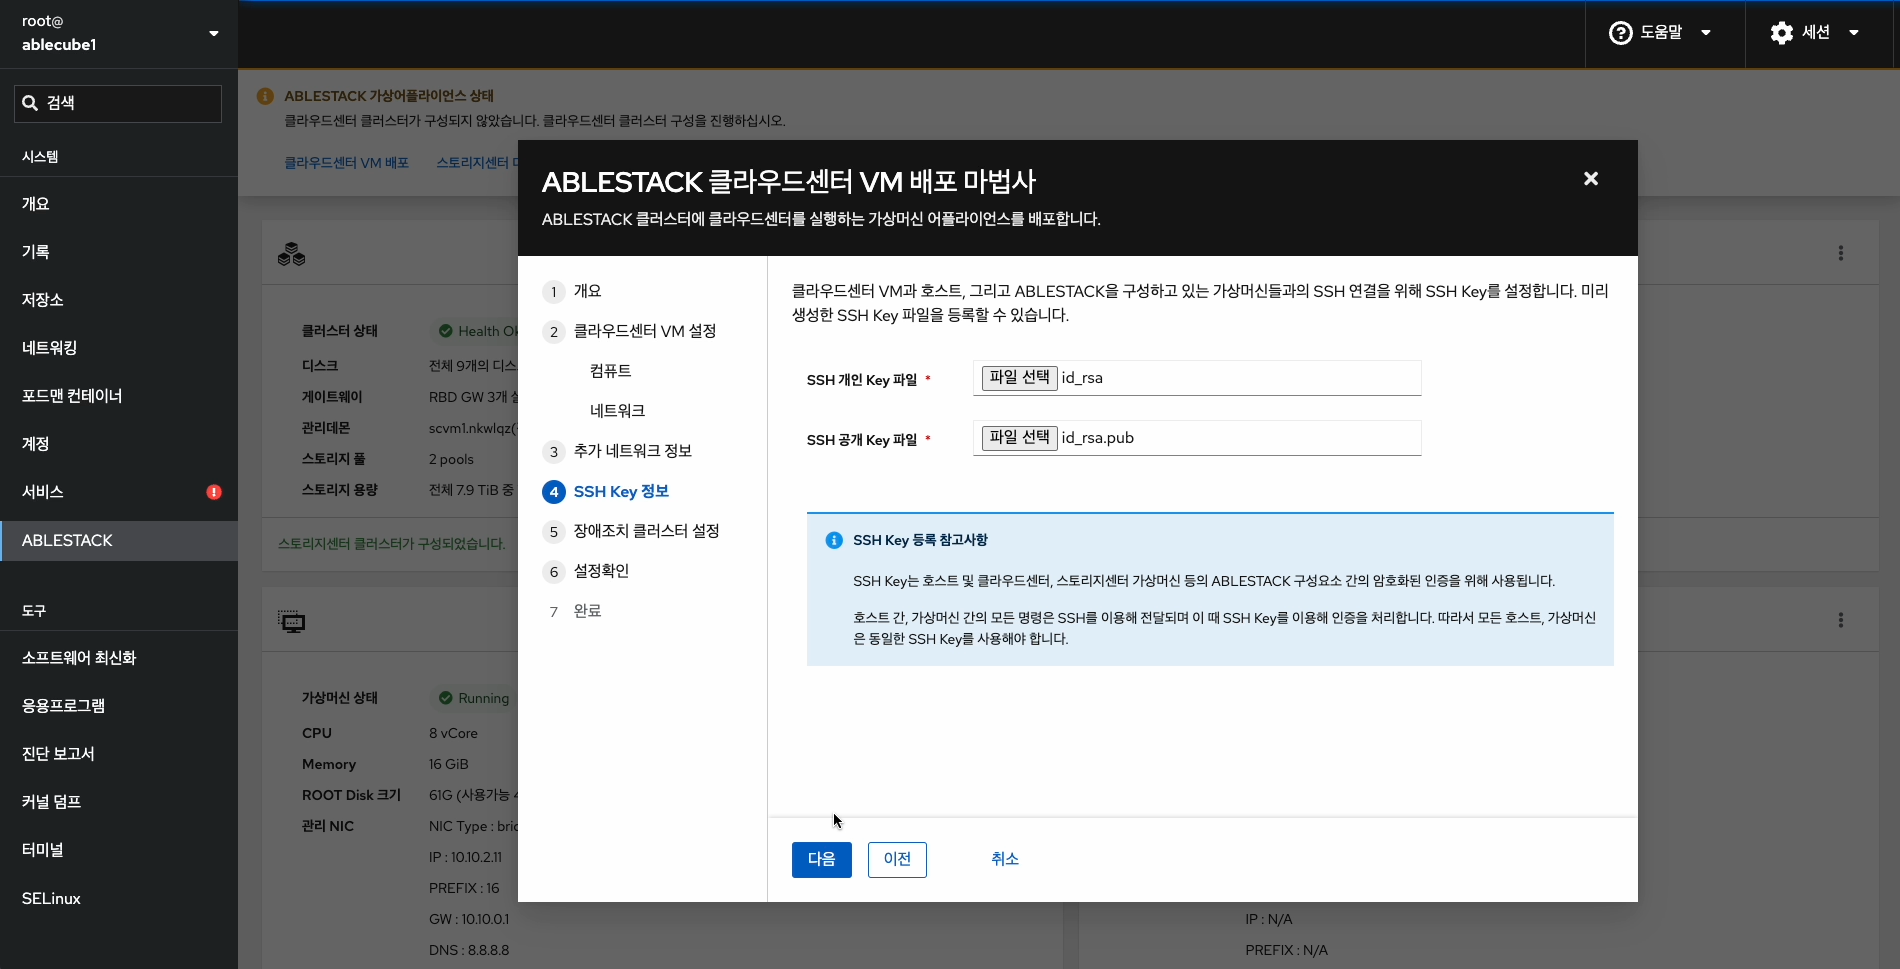 root@
ablecube1
도움말
세션
검색
시스템
개요
기록
저장소
네트워킹
포드맨 컨테이너
계정
서비스
ABLESTACK
도구
소프트웨어 최신화
응용프로그램
진단 보고서
커널 덤프
터미널
SELinux
ABLESTACK 가상어플라이언스 상태
클라우드센터 클러스터가 구성되지 않았습니다. 클라우드센터 클러스터 구성을 진행하십시오.
클라우드센터 VM 배포 스토리지센터
클러스터 상태 Health Ok
디스크 전체 9개의 디스
게이트웨이 RBD GW 3개
관리데몬 scvm1.nkwlqz(
스토리지 풀 2 pools
스토리지 용량 전체 7.9 TiB 중
스토리지센터 클러스터가 구성되었습니다.
가상머신 상태 Running
CPU 8 vCore
Memory 16 GiB
ROOT Disk 크기 61G (사용가능
관리 NIC NIC Type : bric
IP : 10.10.2.11
PREFIX : 16
GW : 10.10.0.1
DNS : 8.8.8.8
IP : N/A
PREFIX : N/A
ABLESTACK 클라우드센터 VM 배포 마법사
ABLESTACK 클러스터에 클라우드센터를 실행하는 가상머신 어플라이언스를 배포합니다.
1 개요
2 클라우드센터 VM 설정
컴퓨트
네트워크
3 추가 네트워크 정보
4 SSH Key 정보
5 장애조치 클러스터 설정
6 설정확인
7 완료
클라우드센터 VM과 호스트, 그리고 ABLESTACK을 구성하고 있는 가상머신들과의 SSH 연결을 위해 SSH Key를 설정합니다. 미리
생성한 SSH Key 파일을 등록할 수 있습니다.
SSH 개인 Key 파일 * 파일 선택 id_rsa
SSH 공개 Key 파일 * 파일 선택 id_rsa.pub
SSH Key 등록 참고사항
SSH Key는 호스트 및 클라우드센터, 스토리지센터 가상머신 등의 ABLESTACK 구성요소 간의 암호화된 인증을 위해 사용됩니다.
호스트 간, 가상머신 간의 모든 명령은 SSH를 이용해 전달되며 이 때 SSH Key를 이용해 인증을 처리합니다. 따라서 모든 호스트, 가상머신
은 동일한 SSH Key를 사용해야 합니다.
다음 이전 취소